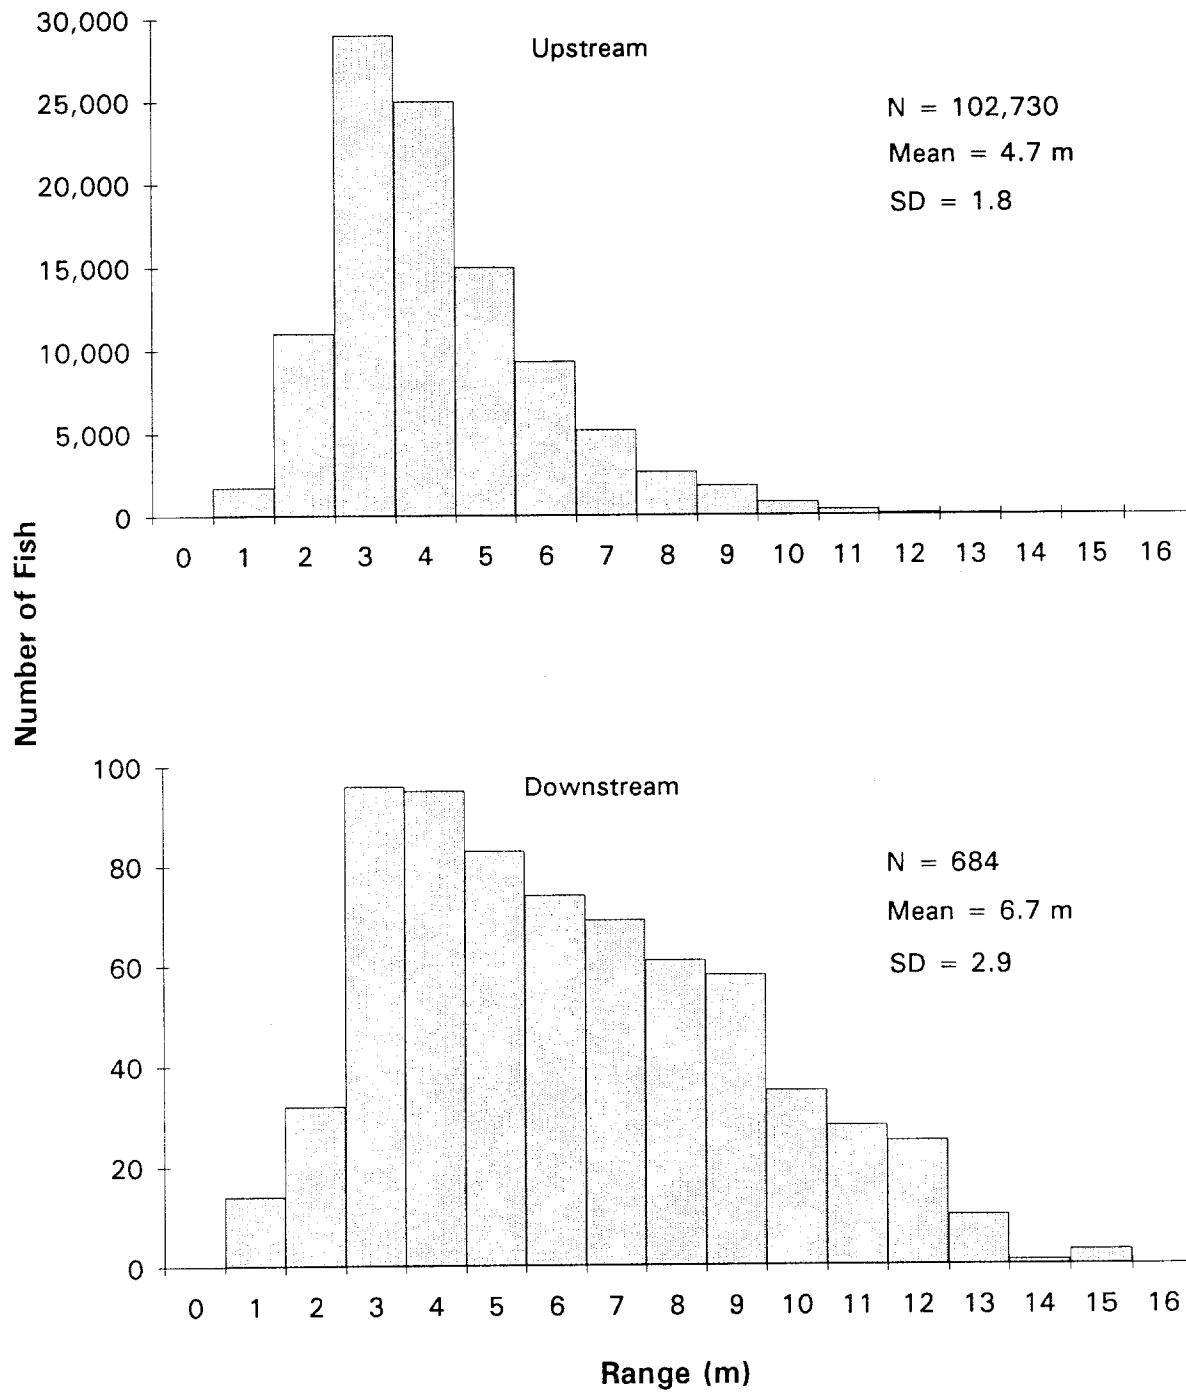 30,000
Upstream
25,000
N = 102,730
Mean = 4.7 m
20,000
SD = 1.8
15,000
10,000
5,000
0
0 1 2 3 4 5 6 7 8 9 10 11 12 13 14 15 16
Number of Fish
100
Downstream
80
N = 684
Mean = 6.7 m
60
SD = 2.9
40
20
0
0 1 2 3 4 5 6 7 8 9 10 11 12 13 14 15 16
Range (m)